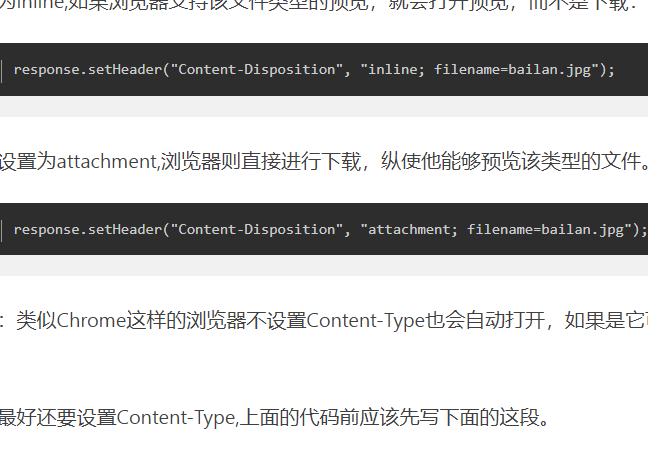 为inline,如果浏览器支持该文件类型的预览，就会打开预览，而不是下载：
response.setHeader("Content-Disposition", "inline; filename=bailan.jpg");
设置为attachment,浏览器则直接进行下载，纵使他能够预览该类型的文件。
response.setHeader("Content-Disposition", "attachment; filename=bailan.jpg");
：类似Chrome这样的浏览器不设置Content-Type也会自动打开，如果是它
最好还要设置Content-Type,上面的代码前应该先写下面的这段。